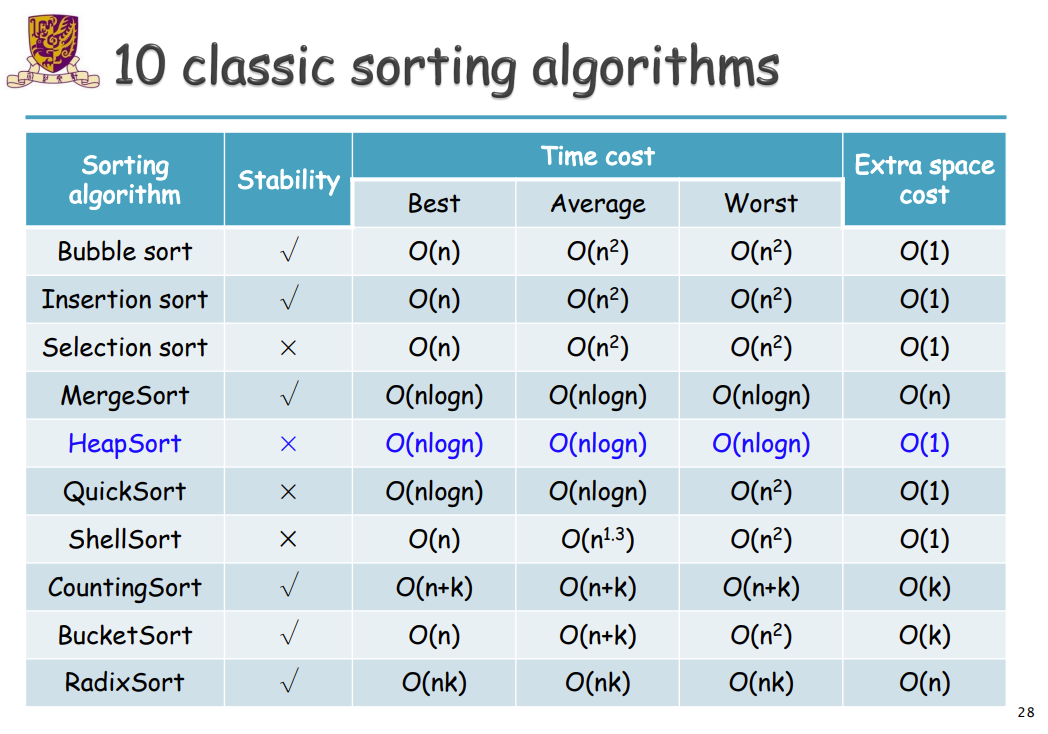 10 classic sorting algorithms
Sorting algorithm Stability Time cost Extra space cost
Best Average Worst
Bubble sort √ O(n) O(n²) O(n²) O(1)
Insertion sort √ O(n) O(n²) O(n²) O(1)
Selection sort × O(n) O(n²) O(n²) O(1)
MergeSort √ O(nlogn) O(nlogn) O(nlogn) O(n)
HeapSort × O(nlogn) O(nlogn) O(nlogn) O(1)
QuickSort × O(nlogn) O(nlogn) O(n²) O(1)
ShellSort × O(n) O(n¹·³) O(n²) O(1)
CountingSort √ O(n+k) O(n+k) O(n+k) O(k)
BucketSort √ O(n) O(n+k) O(n²) O(k)
RadixSort √ O(nk) O(nk) O(nk) O(n)
28